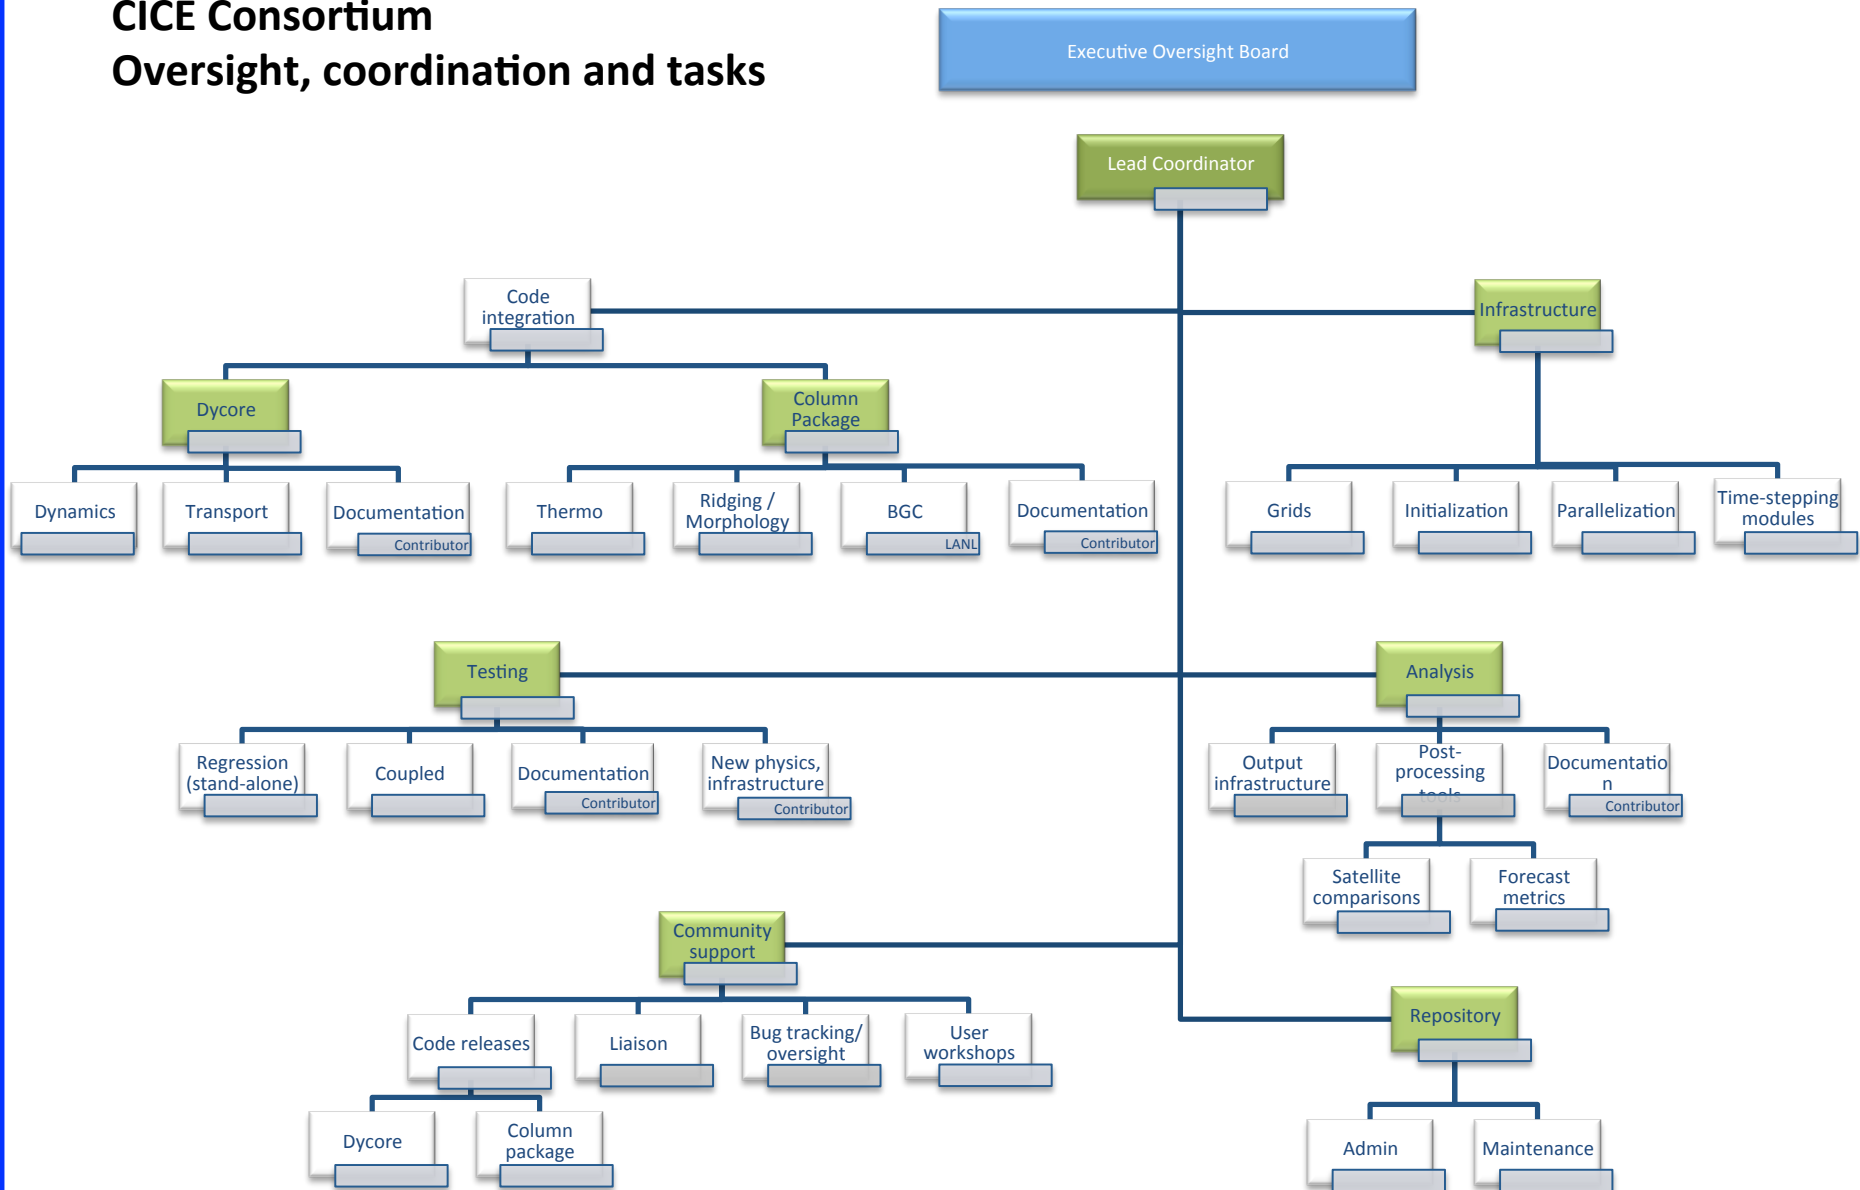 CICE Consortium
Oversight, coordination and tasks
Executive Oversight Board
Lead Coordinator
Code
integration
Infrastructure
Dycore
Column
Package
Dynamics
Transport
Documentation
Contributor
Thermo
Ridging /
Morphology
BGC
LANL
Documentation
Contributor
Grids
Initialization
Parallelization
Time-stepping
modules
Testing
Analysis
Regression
(stand-alone)
Coupled
Documentation
Contributor
New physics,
infrastructure
Contributor
Output
infrastructure
Post-
processing
tools
Documentatio
n
Contributor
Satellite
comparisons
Forecast
metrics
Community
support
Repository
Code releases
Liaison
Bug tracking/
oversight
User
workshops
Dycore
Column
package
Admin
Maintenance